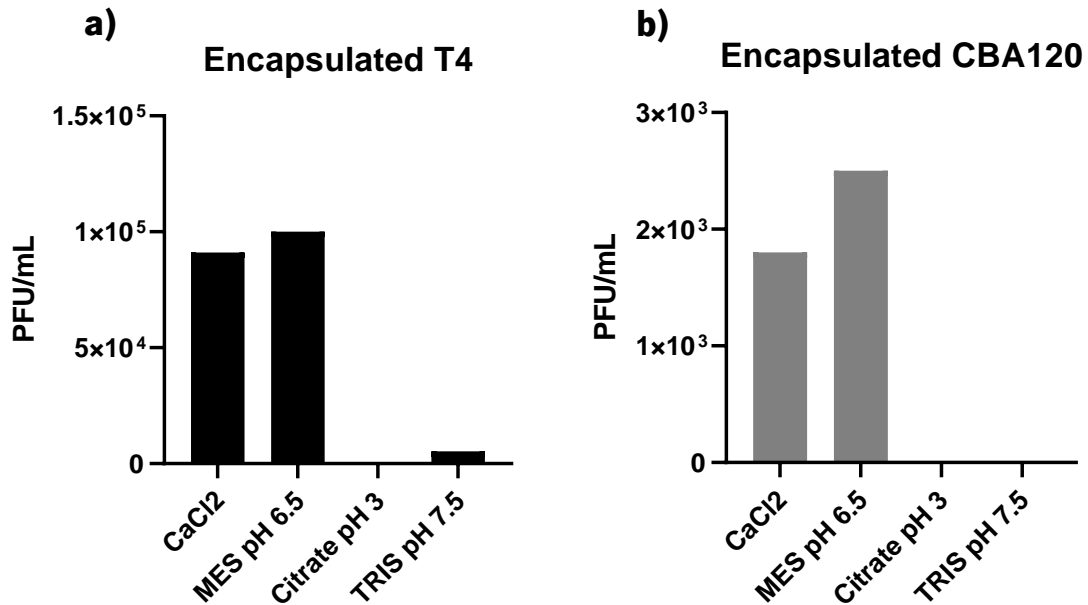 a)
Encapsulated T4
PFU/mL
1.5×10⁵
1×10⁵
5×10⁴
0
CaCl2
MES pH 6.5
Citrate pH 3
TRIS pH 7.5
b)
Encapsulated CBA120
PFU/mL
3×10³
2×10³
1×10³
0
CaCl2
MES pH 6.5
Citrate pH 3
TRIS pH 7.5